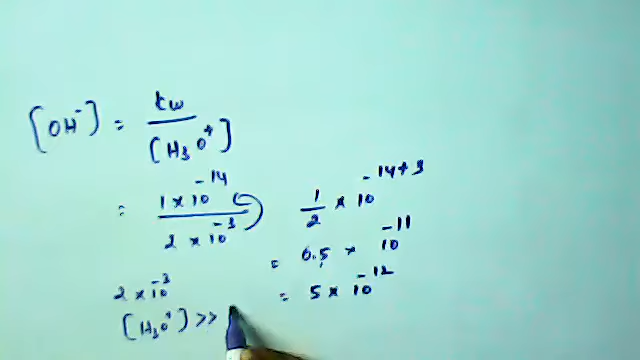 [OH⁻] = Kw / [H₃O⁺]
= 1 × 10⁻¹⁴ / 2 × 10⁻³
1/2 × 10⁻¹⁴⁺³
= 0.5 × 10⁻¹¹
= 5 × 10⁻¹²
2 × 10⁻³
[H₃O⁺] >>